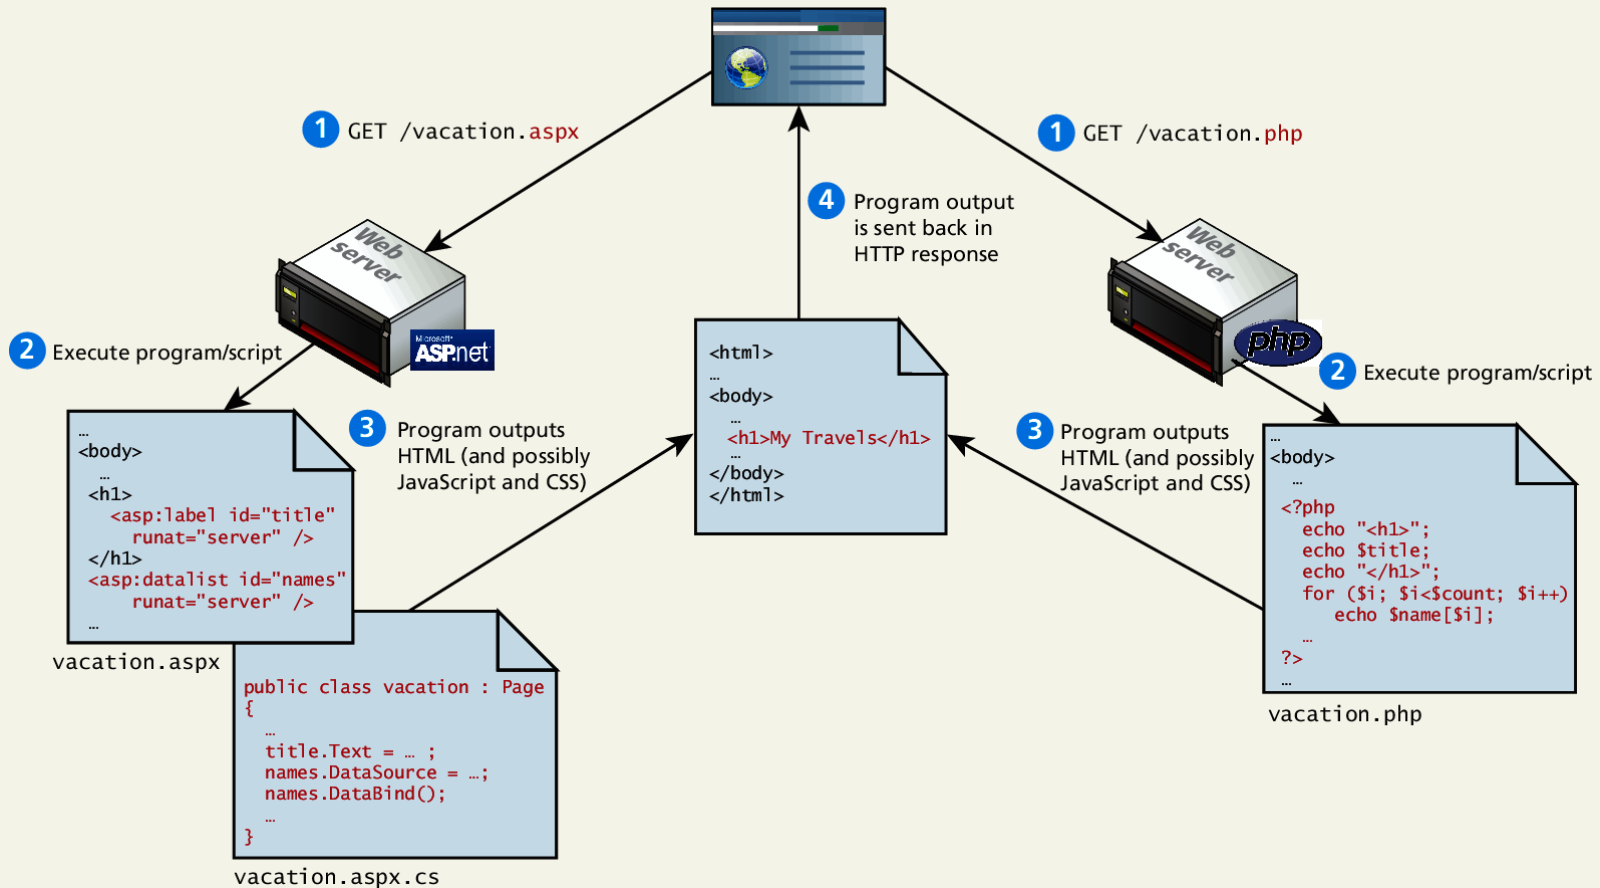 1 GET /vacation.aspx
1 GET /vacation.php
4 Program output
is sent back in
HTTP response
Web
server
Microsoft
ASP.net
Web
server
php
2 Execute program/script
2 Execute program/script
…
<body>
…
<h1>
<asp:label id="title"
runat="server" />
</h1>
<asp:datalist id="names"
runat="server" />
…
vacation.aspx
public class vacation : Page
{
…
title.Text = … ;
names.DataSource = …;
names.DataBind();
…
}
vacation.aspx.cs
3 Program outputs
HTML (and possibly
JavaScript and CSS)
<html>
…
<body>
…
<h1>My Travels</h1>
…
</body>
</html>
3 Program outputs
HTML (and possibly
JavaScript and CSS)
…
<body>
…
<?php
echo "<h1>";
echo $title;
echo "</h1>";
for ($i; $i<$count; $i++)
echo $name[$i];
…
?>
…
vacation.php